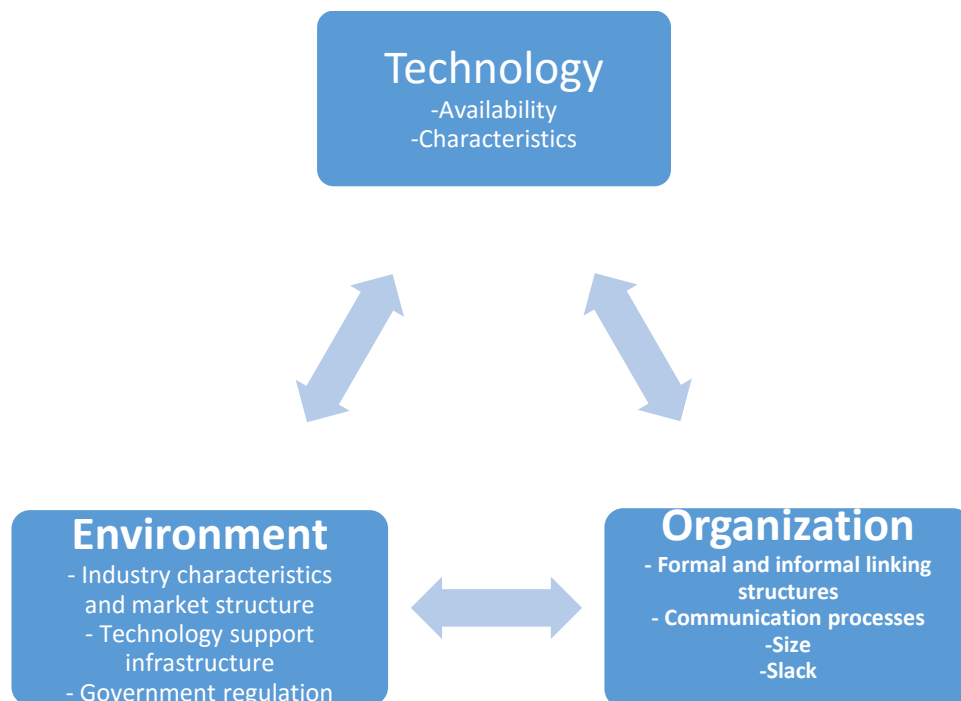 Technology
-Availability
-Characteristics
Environment
- Industry characteristics
and market structure
- Technology support
infrastructure
- Government regulation
Organization
- Formal and informal linking
structures
- Communication processes
-Size
-Slack